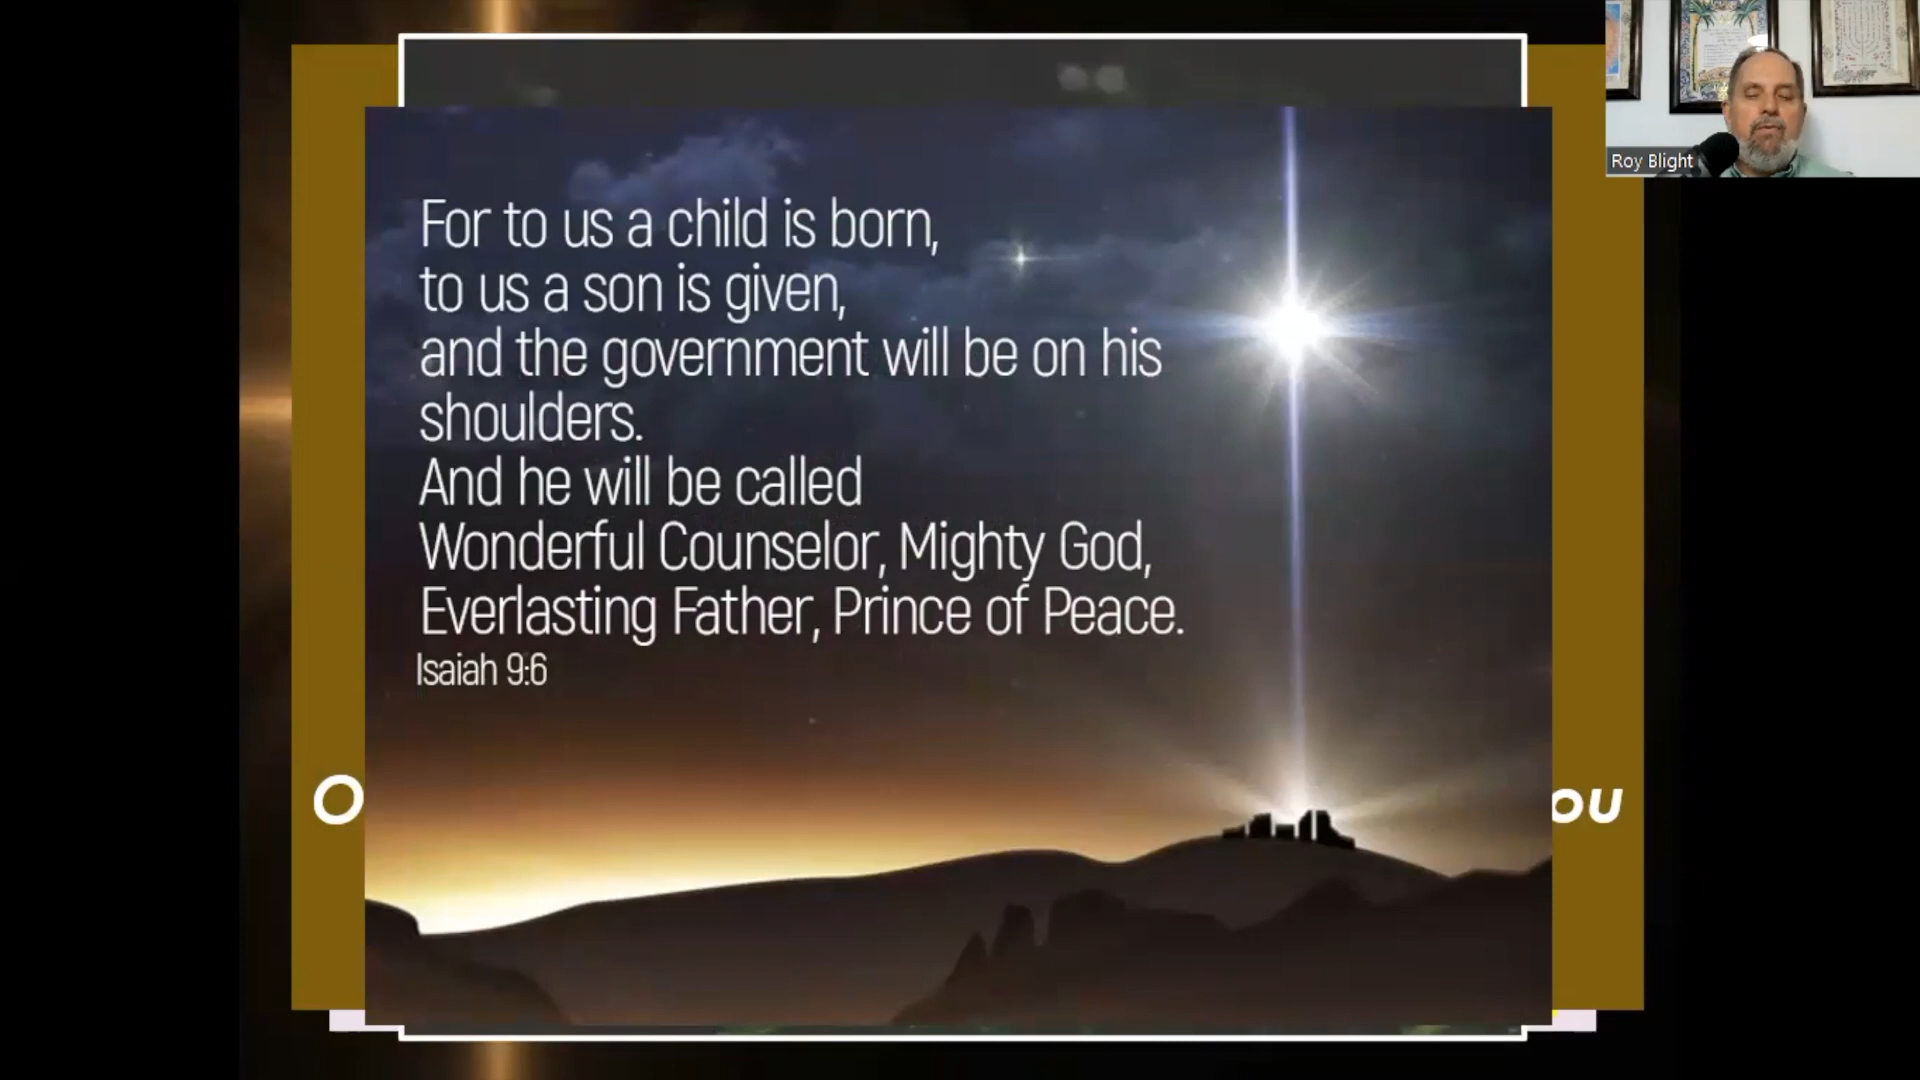 For to us a child is born,
to us a son is given,
and the government will be on his
shoulders.
And he will be called
Wonderful Counselor, Mighty God,
Everlasting Father, Prince of Peace.
Isaiah 9:6
O
ou
Roy Blight